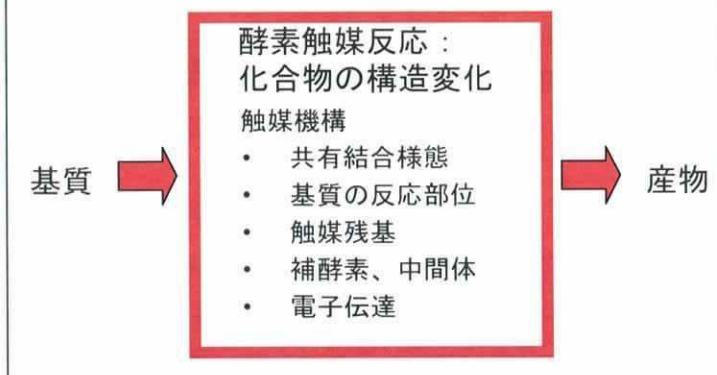 酵素触媒反応：
化合物の構造変化
触媒機構
・ 共有結合様態
・ 基質の反応部位
・ 触媒残基
・ 補酵素、中間体
・ 電子伝達
基質
産物